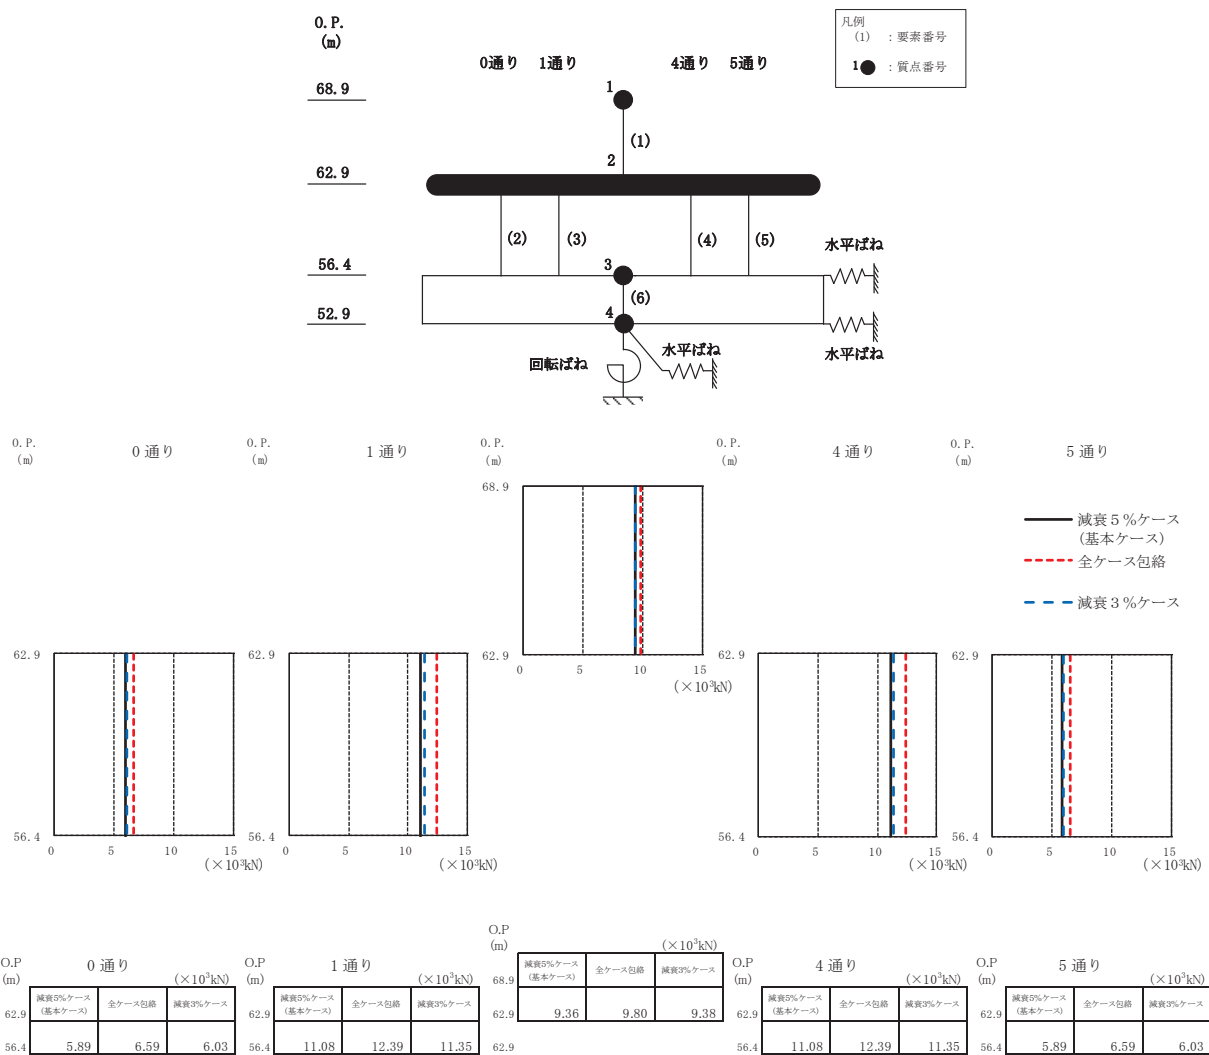 O.P.
(m)
0通り 1通り 4通り 5通り
凡例
(1) : 要素番号
1 : 質点番号
68.9
1
(1)
2
62.9
(2) (3) (4) (5)
水平ばね
56.4
3
(6)
52.9
4
水平ばね
水平ばね
回転ばね
O.P.
(m)
0 通り
O.P.
(m)
1 通り
O.P.
(m)
O.P.
(m)
4 通り
O.P.
(m)
5 通り
68.9
62.9
0 5 10 15
(×10³kN)
減衰５%ケース
(基本ケース)
全ケース包絡
減衰３%ケース
62.9
56.4
0 5 10 15
(×10³kN)
62.9
56.4
0 5 10 15
(×10³kN)
62.9
56.4
0 5 10 15
(×10³kN)
62.9
56.4
0 5 10 15
(×10³kN)
O.P
(m)
0 通り
(×10³kN)
減衰5%ケース
(基本ケース)
全ケース包絡 減衰3%ケース
62.9
56.4 5.89 6.59 6.03
O.P
(m)
1 通り
(×10³kN)
減衰5%ケース
(基本ケース)
全ケース包絡 減衰3%ケース
62.9
56.4 11.08 12.39 11.35
O.P
(m)
(×10³kN)
減衰5%ケース
(基本ケース)
全ケース包絡 減衰3%ケース
68.9
62.9 9.36 9.80 9.38
62.9
O.P
(m)
4 通り
(×10³kN)
減衰5%ケース
(基本ケース)
全ケース包絡 減衰3%ケース
62.9
56.4 11.08 12.39 11.35
O.P
(m)
5 通り
(×10³kN)
減衰5%ケース
(基本ケース)
全ケース包絡 減衰3%ケース
62.9
56.4 5.89 6.59 6.03